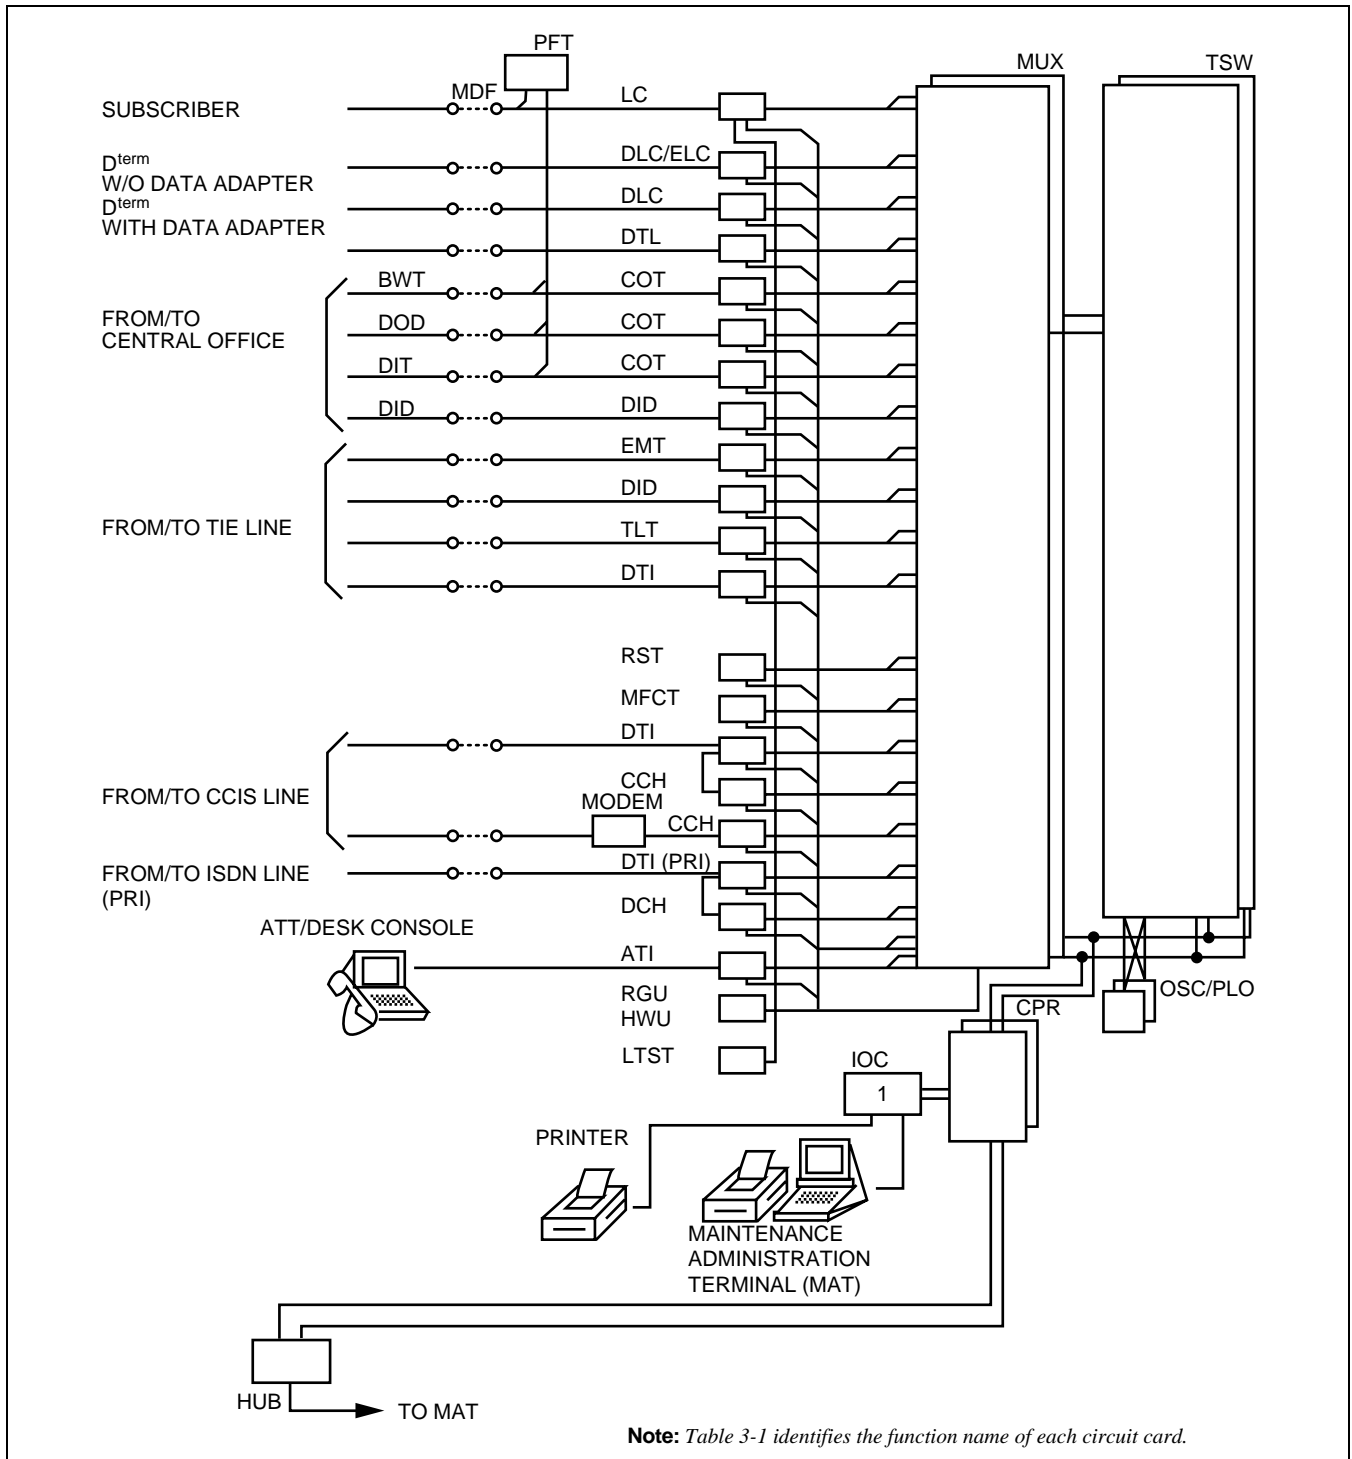 PFT
MUX
TSW
MDF
LC
SUBSCRIBER
DLC/ELC
Dterm
W/O DATA ADAPTER
Dterm
WITH DATA ADAPTER
DLC
DTL
BWT
COT
FROM/TO
CENTRAL OFFICE
DOD
COT
DIT
COT
DID
DID
EMT
DID
FROM/TO TIE LINE
TLT
DTI
RST
MFCT
DTI
CCH
FROM/TO CCIS LINE
MODEM
CCH
DTI (PRI)
FROM/TO ISDN LINE
(PRI)
DCH
ATT/DESK CONSOLE
ATI
RGU
HWU
OSC/PLO
CPR
LTST
IOC
1
PRINTER
MAINTENANCE
ADMINISTRATION
TERMINAL (MAT)
HUB
TO MAT
Note: Table 3-1 identifies the function name of each circuit card.